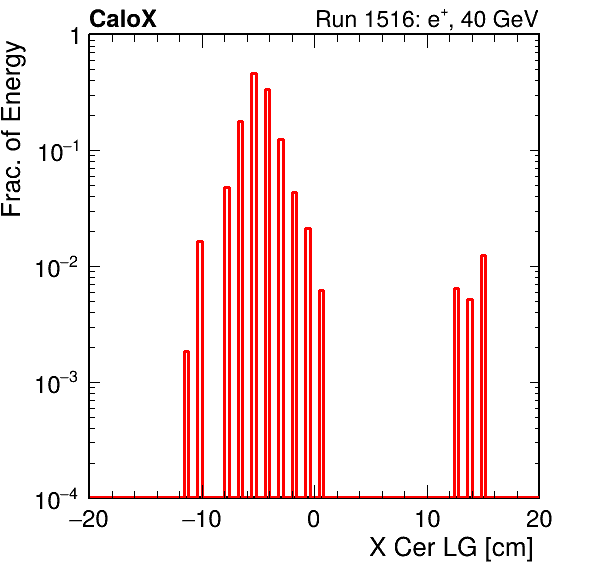 CaloX Run 1516: e⁺, 40 GeV
Frac. of Energy
1
10⁻¹
10⁻²
10⁻³
10⁻⁴
−20 −10 0 10 20
X Cer LG [cm]